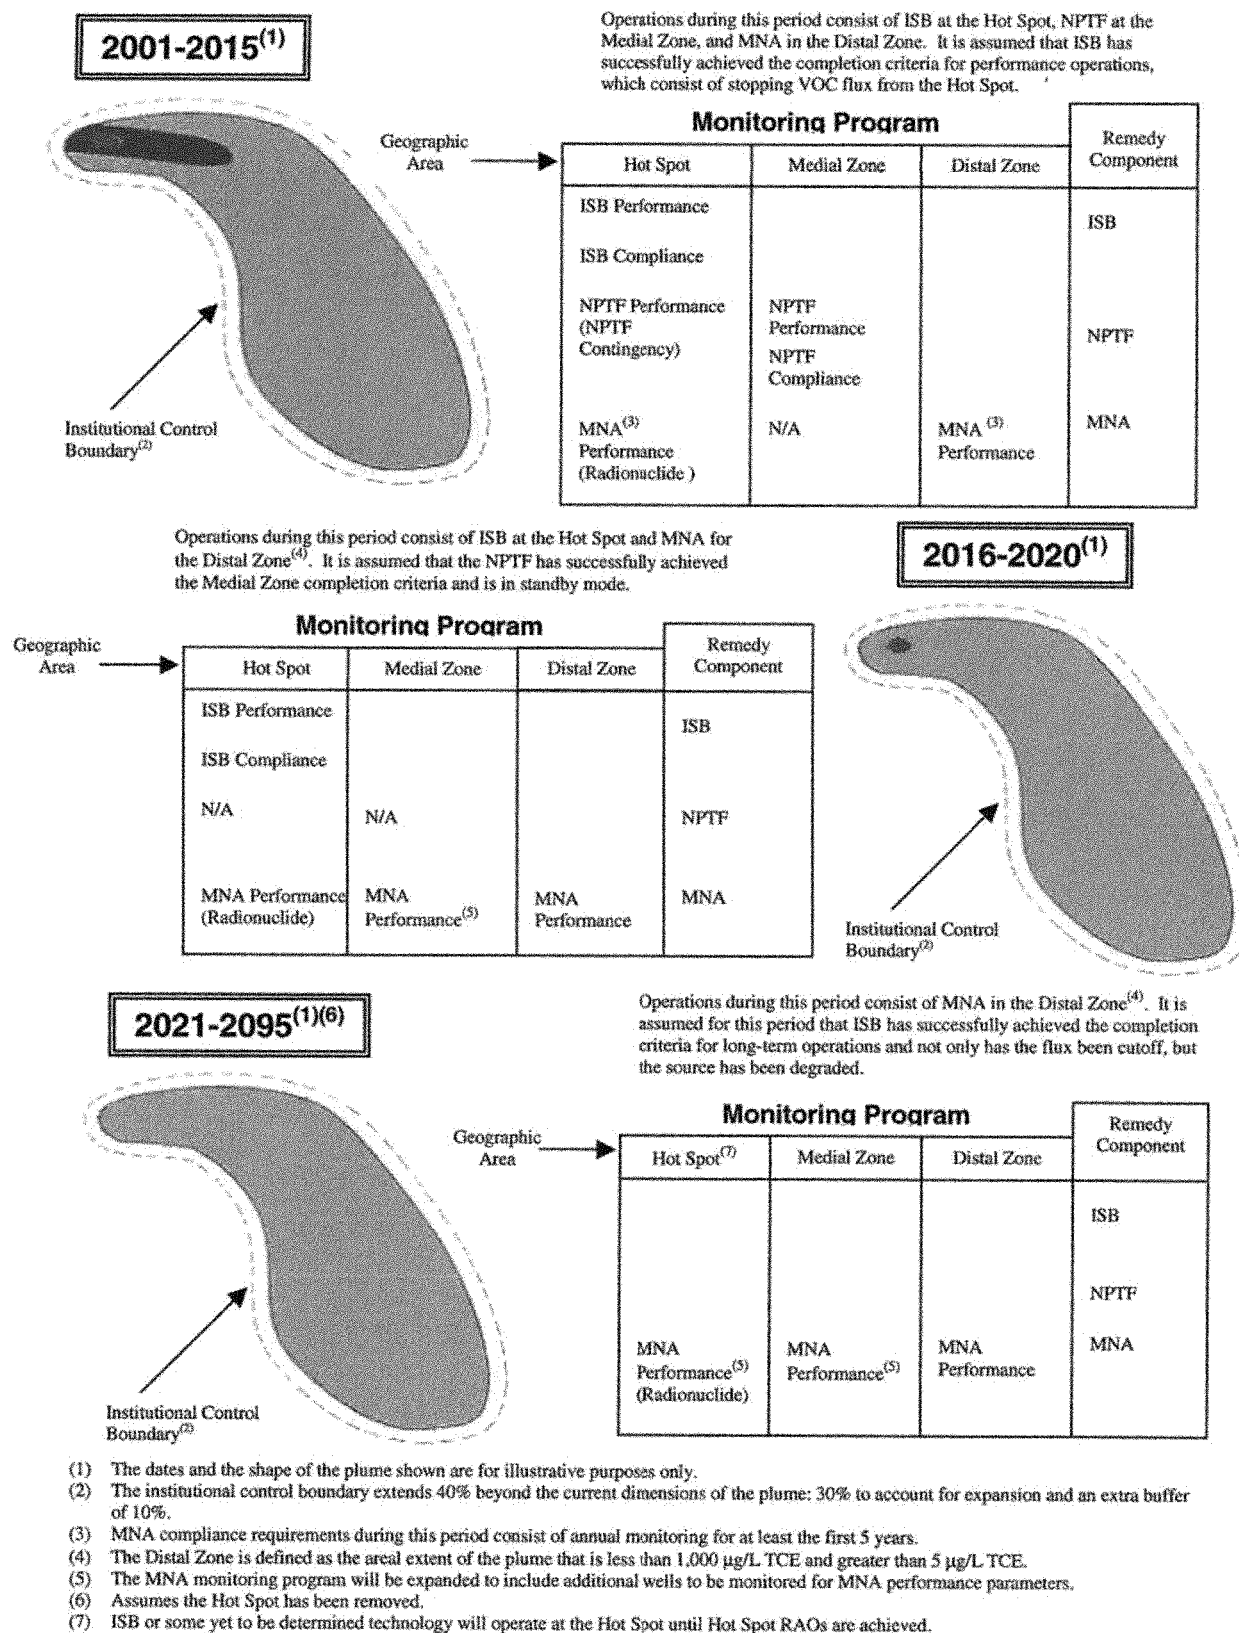 2001-2015(1)
Operations during this period consist of ISB at the Hot Spot, NPTF at the
Medial Zone, and MNA in the Distal Zone. It is assumed that ISB has
successfully achieved the completion criteria for performance operations,
which consist of stopping VOC flux from the Hot Spot.
Monitoring Program
Geographic
Area
Hot Spot
Medial Zone
Distal Zone
Remedy
Component
ISB Performance
ISB
ISB Compliance
NPTF Performance
(NPTF
Contingency)
NPTF
Performance
NPTF
Compliance
NPTF
MNA(3)
Performance
(Radionuclide )
N/A
MNA (3)
Performance
MNA
Institutional Control
Boundary(2)
Operations during this period consist of ISB at the Hot Spot and MNA for
the Distal Zone(4). It is assumed that the NPTF has successfully achieved
the Medial Zone completion criteria and is in standby mode.
2016-2020(1)
Monitoring Program
Geographic
Area
Hot Spot
Medial Zone
Distal Zone
Remedy
Component
ISB Performance
ISB
ISB Compliance
N/A
N/A
NPTF
MNA Performance
(Radionuclide)
MNA
Performance(5)
MNA
Performance
MNA
Institutional Control
Boundary(2)
2021-2095(1)(6)
Operations during this period consist of MNA in the Distal Zone(4). It is
assumed for this period that ISB has successfully achieved the completion
criteria for long-term operations and not only has the flux been cutoff, but
the source has been degraded.
Monitoring Program
Geographic
Area
Hot Spot(7)
Medial Zone
Distal Zone
Remedy
Component
ISB
NPTF
MNA
Performance(5)
(Radionuclide)
MNA
Performance(5)
MNA
Performance
MNA
Institutional Control
Boundary(2)
(1) The dates and the shape of the plume shown are for illustrative purposes only.
(2) The institutional control boundary extends 40% beyond the current dimensions of the plume: 30% to account for expansion and an extra buffer
of 10%.
(3) MNA compliance requirements during this period consist of annual monitoring for at least the first 5 years.
(4) The Distal Zone is defined as the areal extent of the plume that is less than 1,000 µg/L TCE and greater than 5 µg/L TCE.
(5) The MNA monitoring program will be expanded to include additional wells to be monitored for MNA performance parameters.
(6) Assumes the Hot Spot has been removed.
(7) ISB or some yet to be determined technology will operate at the Hot Spot until Hot Spot RAOs are achieved.